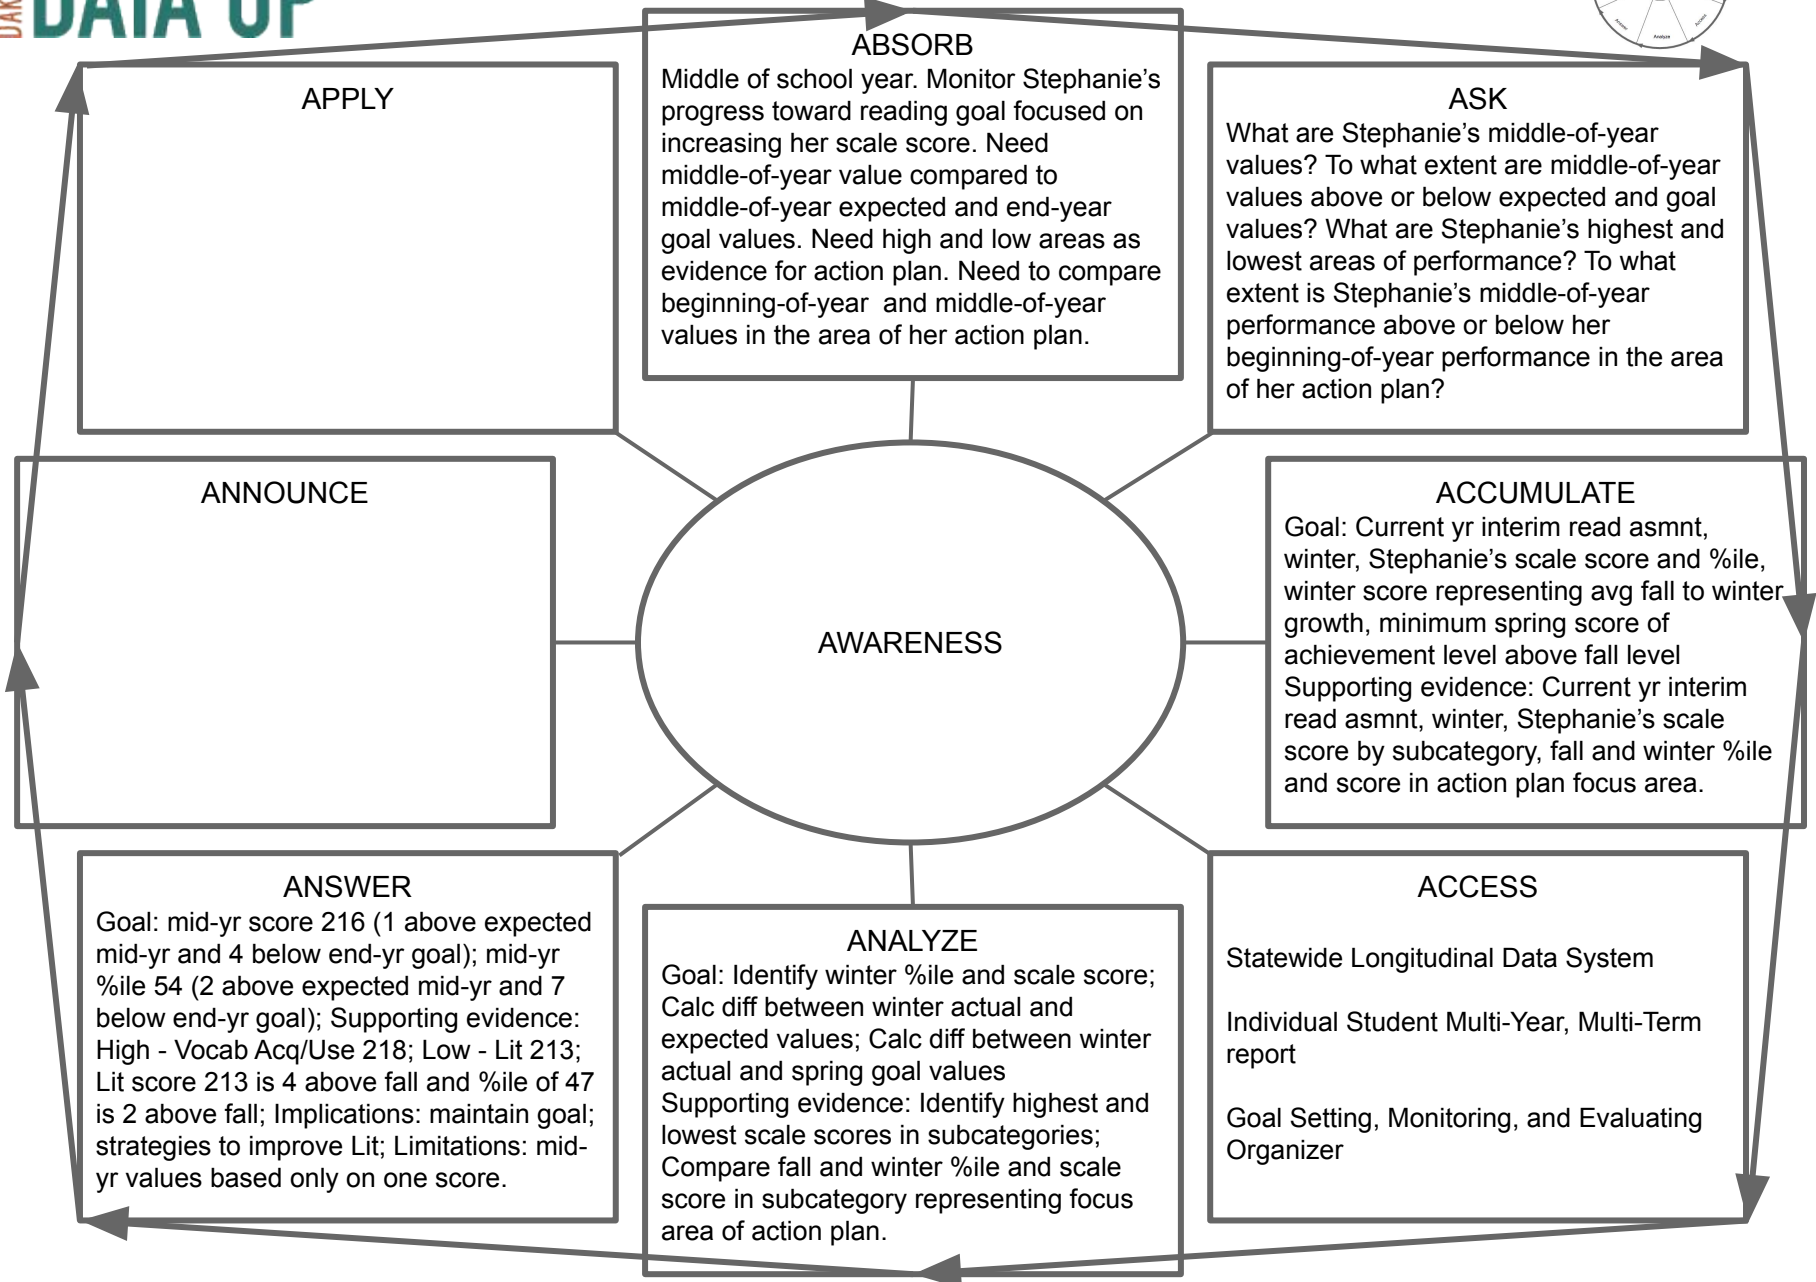 DATA UP
ABSORB
Middle of school year. Monitor Stephanie’s
progress toward reading goal focused on
increasing her scale score. Need
middle-of-year value compared to
middle-of-year expected and end-year
goal values. Need high and low areas as
evidence for action plan. Need to compare
beginning-of-year  and middle-of-year
values in the area of her action plan.
ASK
What are Stephanie’s middle-of-year
values? To what extent are middle-of-year
values above or below expected and goal
values? What are Stephanie’s highest and
lowest areas of performance? To what
extent is Stephanie’s middle-of-year
performance above or below her
beginning-of-year performance in the area
of her action plan?
ACCUMULATE
Goal: Current yr interim read asmnt,
winter, Stephanie’s scale score and %ile,
winter score representing avg fall to winter
growth, minimum spring score of
achievement level above fall level
Supporting evidence: Current yr interim
read asmnt, winter, Stephanie’s scale
score by subcategory, fall and winter %ile
and score in action plan focus area.
ACCESS
Statewide Longitudinal Data System
Individual Student Multi-Year, Multi-Term
report
Goal Setting, Monitoring, and Evaluating
Organizer
ANALYZE
Goal: Identify winter %ile and scale score;
Calc diff between winter actual and
expected values; Calc diff between winter
actual and spring goal values
Supporting evidence: Identify highest and
lowest scale scores in subcategories;
Compare fall and winter %ile and scale
score in subcategory representing focus
area of action plan.
ANSWER
Goal: mid-yr score 216 (1 above expected
mid-yr and 4 below end-yr goal); mid-yr
%ile 54 (2 above expected mid-yr and 7
below end-yr goal); Supporting evidence:
High - Vocab Acq/Use 218; Low - Lit 213;
Lit score 213 is 4 above fall and %ile of 47
is 2 above fall; Implications: maintain goal;
strategies to improve Lit; Limitations: mid-
yr values based only on one score.
ANNOUNCE
APPLY
AWARENESS
Answer
Analyze
Access